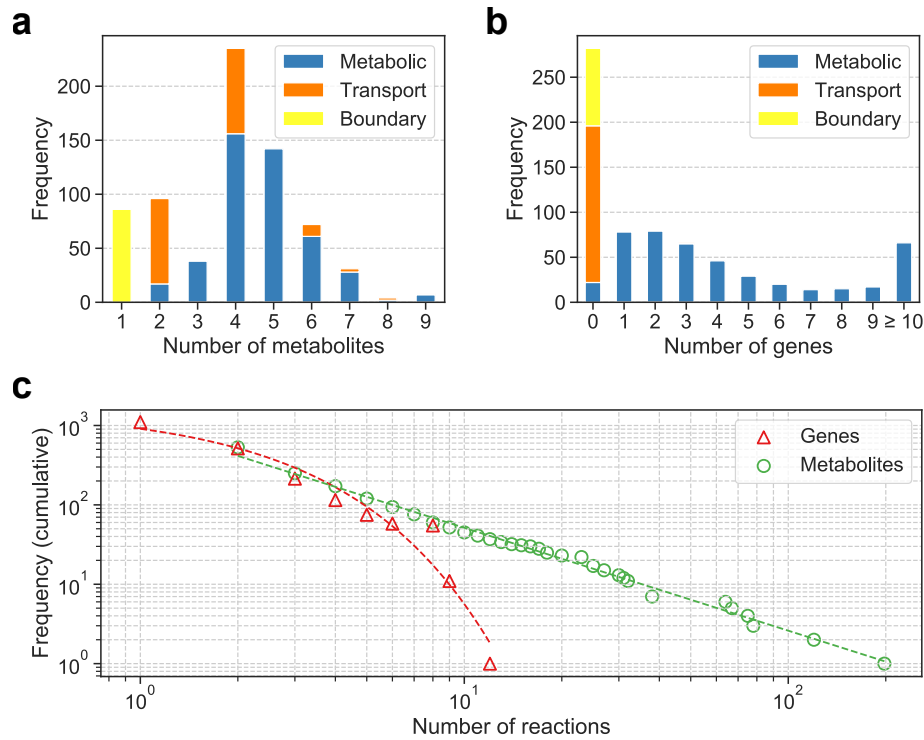 a
Metabolic
Transport
Boundary
Frequency
200
150
100
50
0
1 2 3 4 5 6 7 8 9
Number of metabolites
b
Metabolic
Transport
Boundary
Frequency
250
200
150
100
50
0
0 1 2 3 4 5 6 7 8 9 ≥ 10
Number of genes
c
Genes
Metabolites
Frequency (cumulative)
10³
10²
10¹
10⁰
10⁰ 10¹ 10²
Number of reactions